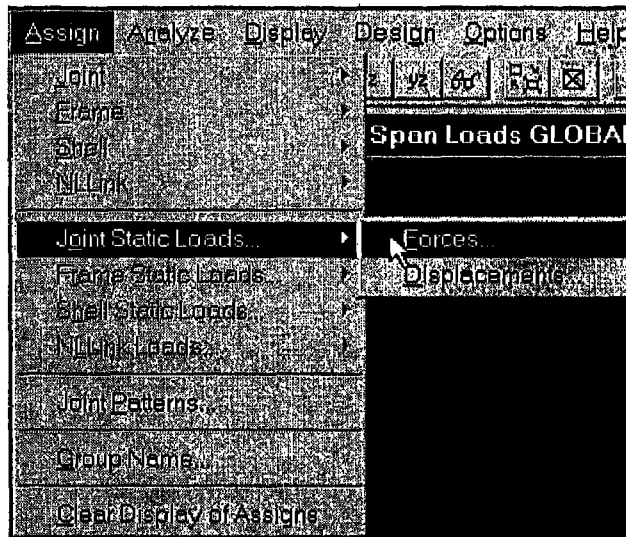 Assign Analyze Display Design Options Help
Joint
Frame
Shell
NLLink
z yz
Span Loads GLOBAL
Joint Static Loads...
Forces...
Frame Static Loads...
Displacements...
Shell Static Loads...
NLLink Loads...
Joint Patterns...
Group Name...
Clear Display of Assigns